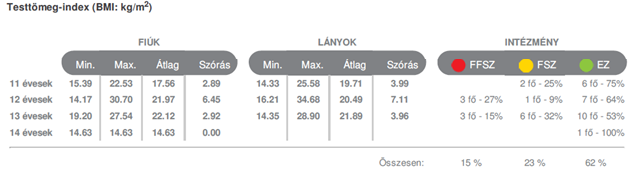 Testtömeg-index (BMI: kg/m²)
FIÚK LÁNYOK INTÉZMÉNY
Min. Max. Átlag Szórás Min. Max. Átlag Szórás FFSZ FSZ EZ
11 évesek 15.39 22.53 17.56 2.89 14.33 25.58 19.71 3.99 2 fő - 25% 6 fő - 75%
12 évesek 14.17 30.70 21.97 6.45 16.21 34.68 20.49 7.11 3 fő - 27% 1 fő - 9% 7 fő - 64%
13 évesek 19.20 27.54 22.12 2.92 14.35 28.90 21.89 3.96 3 fő - 15% 6 fő - 32% 10 fő - 53%
14 évesek 14.63 14.63 14.63 0.00 1 fő - 100%
Összesen: 15 % 23 % 62 %